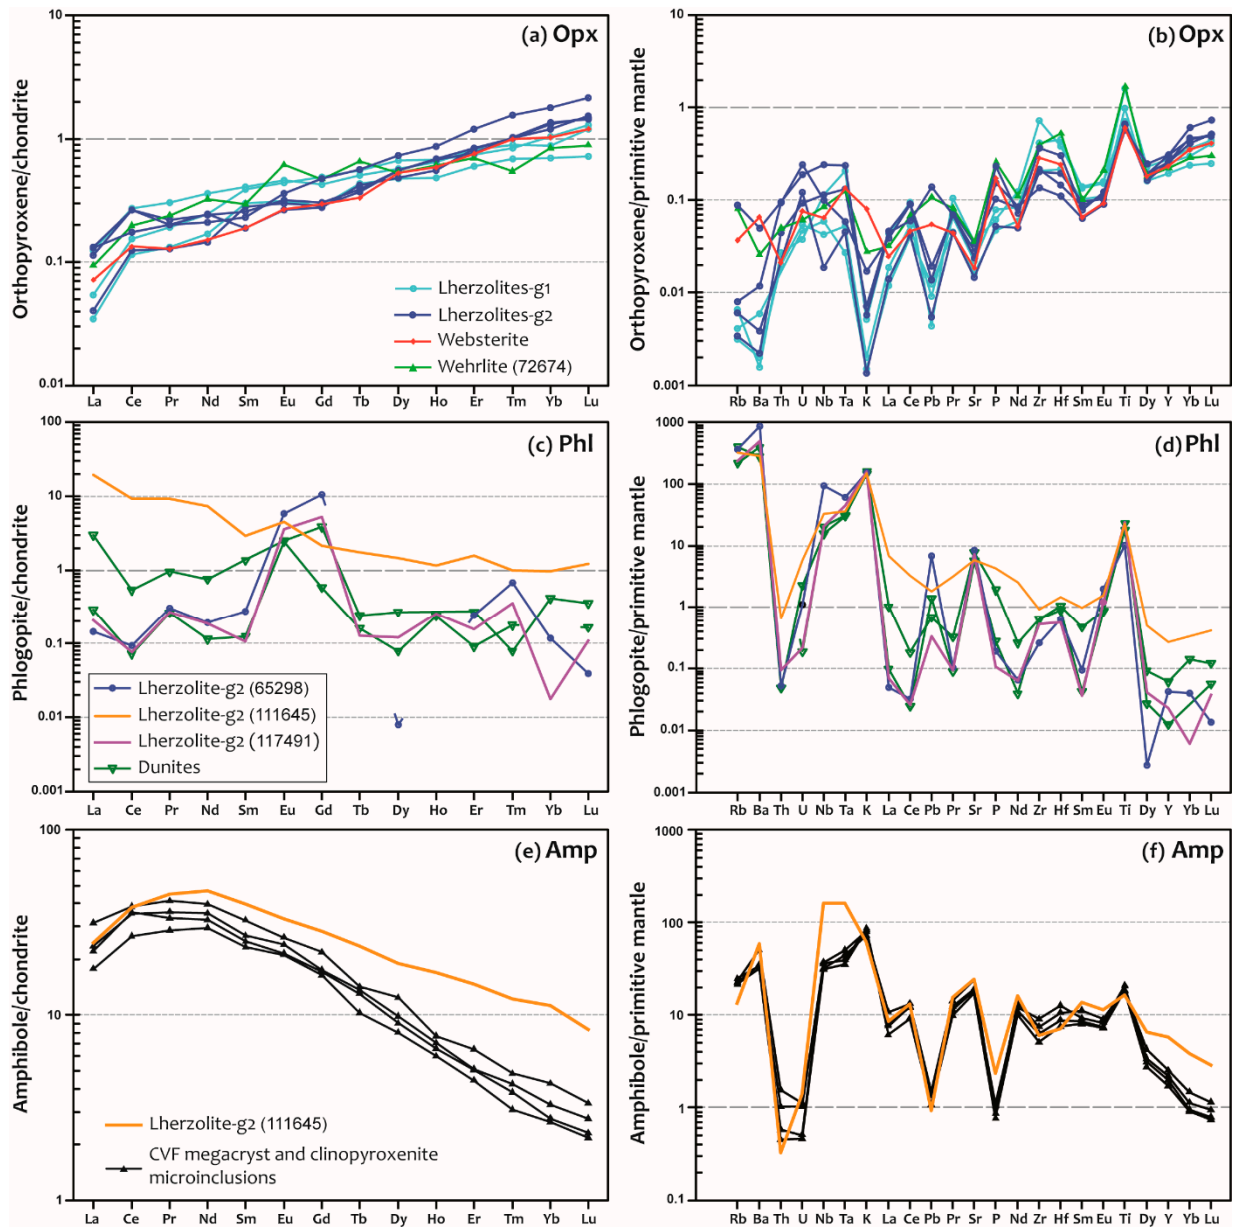 (a) Opx
Orthopyroxene/chondrite
10
1
0.1
0.01
Lherzolites-g1
Lherzolites-g2
Websterite
Wehrlite (72674)
La Ce Pr Nd Sm Eu Gd Tb Dy Ho Er Tm Yb Lu
(b) Opx
Orthopyroxene/primitive mantle
10
1
0.1
0.01
0.001
Rb Ba Th U Nb Ta K La Ce Pb Pr Sr P Nd Zr Hf Sm Eu Ti Dy Y Yb Lu
(c) Phl
Phlogopite/chondrite
100
10
1
0.1
0.01
0.001
Lherzolite-g2 (65298)
Lherzolite-g2 (111645)
Lherzolite-g2 (117491)
Dunites
La Ce Pr Nd Sm Eu Gd Tb Dy Ho Er Tm Yb Lu
(d) Phl
Phlogopite/primitive mantle
1000
100
10
1
0.1
0.01
0.001
Rb Ba Th U Nb Ta K La Ce Pb Pr Sr P Nd Zr Hf Sm Eu Ti Dy Y Yb Lu
(e) Amp
Amphibole/chondrite
100
10
1
Lherzolite-g2 (111645)
CVF megacryst and clinopyroxenite
microinclusions
La Ce Pr Nd Sm Eu Gd Tb Dy Ho Er Tm Yb Lu
(f) Amp
Amphibole/primitive mantle
1000
100
10
1
0.1
Rb Ba Th U Nb Ta K La Ce Pb Pr Sr P Nd Zr Hf Sm Eu Ti Dy Y Yb Lu